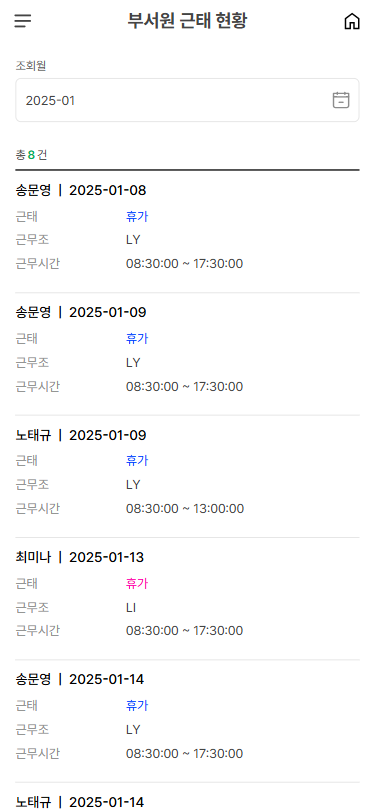 부서원 근태 현황
조회월
2025-01
총 8 건
송문영 | 2025-01-08
근태 휴가
근무조 LY
근무시간 08:30:00 ~ 17:30:00
송문영 | 2025-01-09
근태 휴가
근무조 LY
근무시간 08:30:00 ~ 17:30:00
노태규 | 2025-01-09
근태 휴가
근무조 LY
근무시간 08:30:00 ~ 13:00:00
최미나 | 2025-01-13
근태 휴가
근무조 LI
근무시간 08:30:00 ~ 17:30:00
송문영 | 2025-01-14
근태 휴가
근무조 LY
근무시간 08:30:00 ~ 17:30:00
노태규 | 2025-01-14